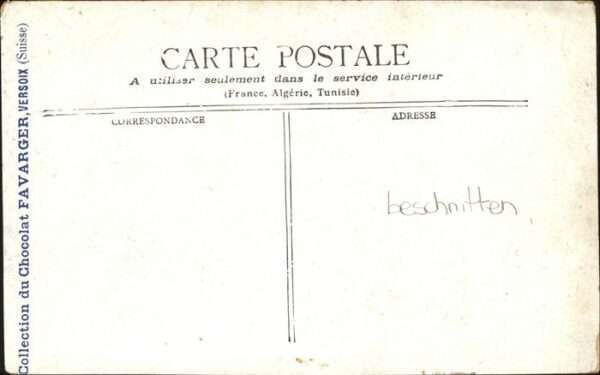 CARTE POSTALE
A utiliser seulement dans le service intérieur
(France, Algérie, Tunisie)
CORRESPONDANCE
ADRESSE
beschnitten
Collection du Chocolat FAVARGER, VERSOIX (Suisse)